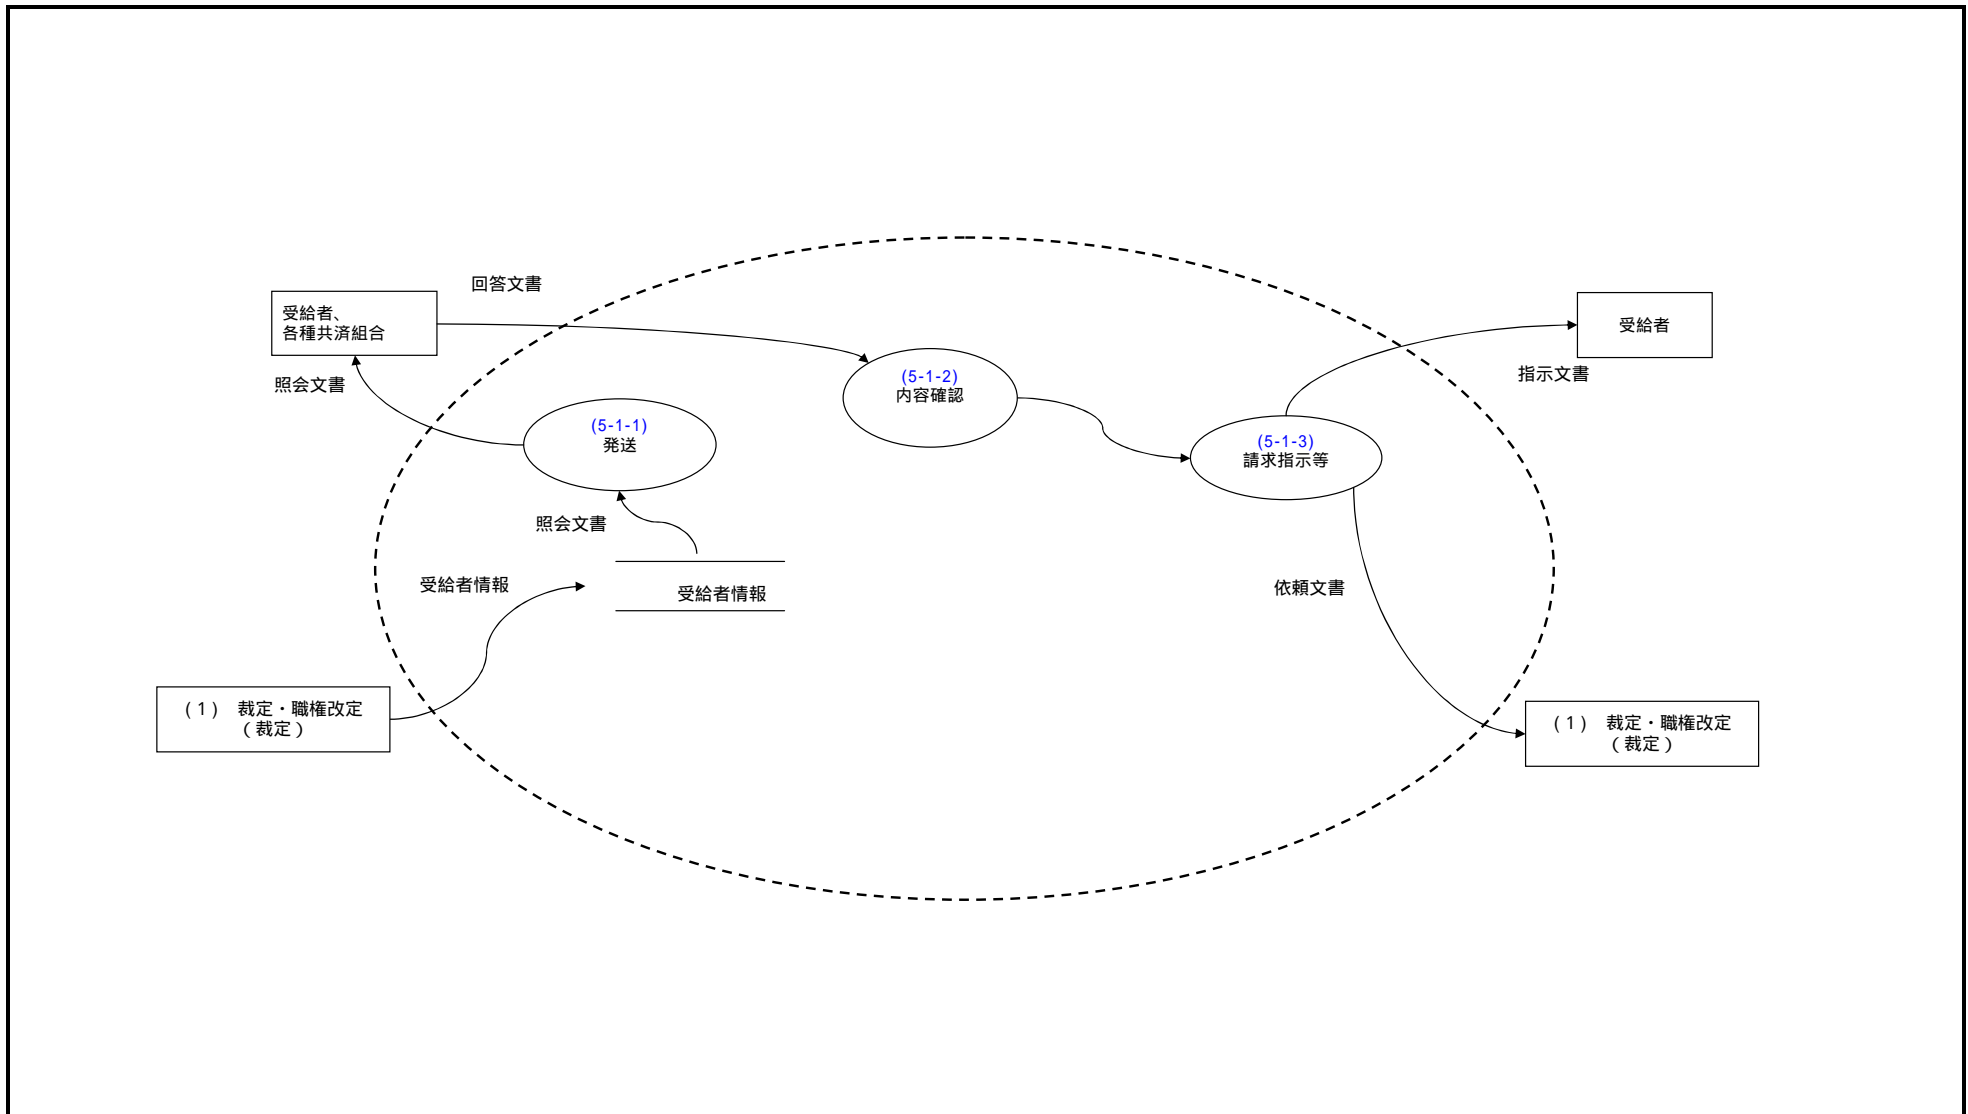 回答文書
受給者、
各種共済組合
照会文書
(5-1-1)
発送
照会文書
受給者情報
受給者情報
(1) 裁定・職権改定
(裁定)
(5-1-2)
内容確認
(5-1-3)
請求指示等
受給者
指示文書
依頼文書
(1) 裁定・職権改定
(裁定)